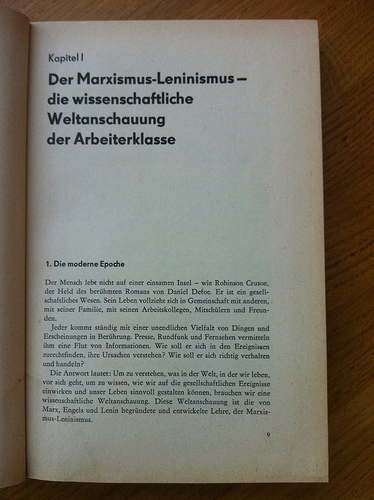 Kapitel I
Der Marxismus-Leninismus –
die wissenschaftliche
Weltanschauung
der Arbeiterklasse
1. Die moderne Epoche
Der Mensch lebt nicht auf einer einsamen Insel – wie Robinson Crusoe,
der Held des berühmten Romans von Daniel Defoe. Er ist ein gesell-
schaftliches Wesen. Sein Leben vollzieht sich in Gemeinschaft mit anderen,
mit seiner Familie, mit seinen Arbeitskollegen, Mitschülern und Freun-
den.
Jeder kommt ständig mit einer unendlichen Vielfalt von Dingen und
Erscheinungen in Berührung. Presse, Rundfunk und Fernsehen vermitteln
ihm eine Flut von Informationen. Wie soll er sich in den Ereignissen
zurechtfinden, ihre Ursachen verstehen? Wie soll er sich richtig verhalten
und handeln?
Die Antwort lautet: Um zu verstehen, was in der Welt, in der wir leben,
vor sich geht, um zu wissen, wie wir auf die gesellschaftlichen Ereignisse
einwirken und unser Leben sinnvoll gestalten können, brauchen wir eine
wissenschaftliche Weltanschauung. Diese Weltanschauung ist die von
Marx, Engels und Lenin begründete und entwickelte Lehre, der Marxis-
mus-Leninismus.
9